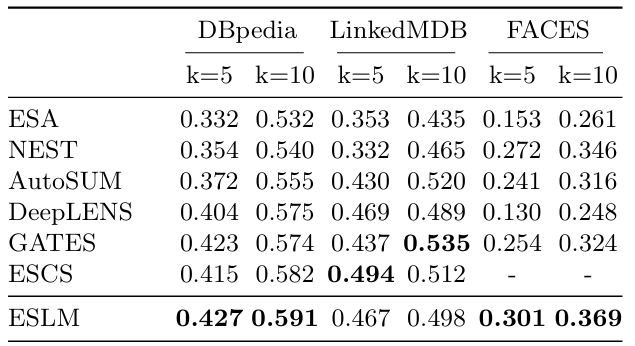 DBpedia LinkedMDB FACES
k=5 k=10 k=5 k=10 k=5 k=10
ESA 0.332 0.532 0.353 0.435 0.153 0.261
NEST 0.354 0.540 0.332 0.465 0.272 0.346
AutoSUM 0.372 0.555 0.430 0.520 0.241 0.316
DeepLENS 0.404 0.575 0.469 0.489 0.130 0.248
GATES 0.423 0.574 0.437 0.535 0.254 0.324
ESCS 0.415 0.582 0.494 0.512 - -
ESLM 0.427 0.591 0.467 0.498 0.301 0.369